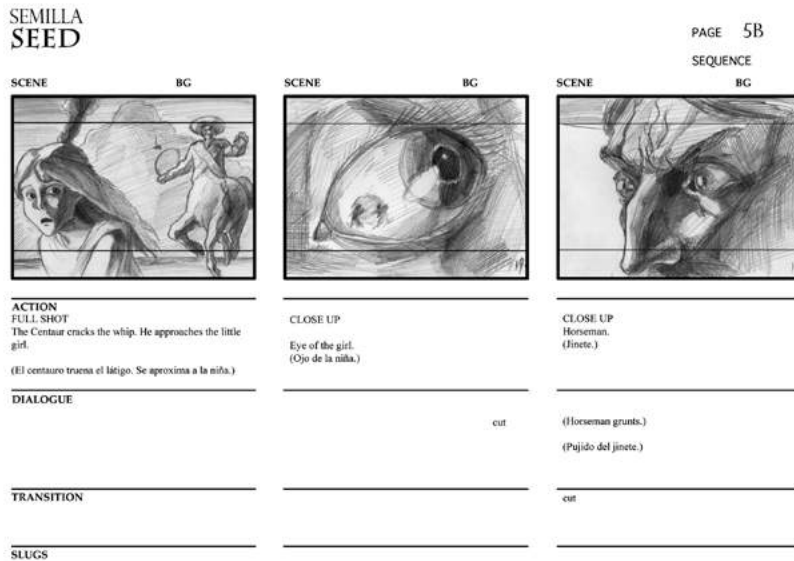 SEMILLA
SEED
PAGE 5B
SEQUENCE
SCENE BG
SCENE BG
SCENE BG
ACTION
FULL SHOT
The Centaur cracks the whip. He approaches the little
girl.
(El centauro truena el látigo. Se aproxima a la niña.)
CLOSE UP
Eye of the girl.
(Ojo de la niña.)
CLOSE UP
Horseman.
(Jinete.)
DIALOGUE
cut
(Horseman grunts.)
(Pujido del jinete.)
TRANSITION
cut
SLUGS